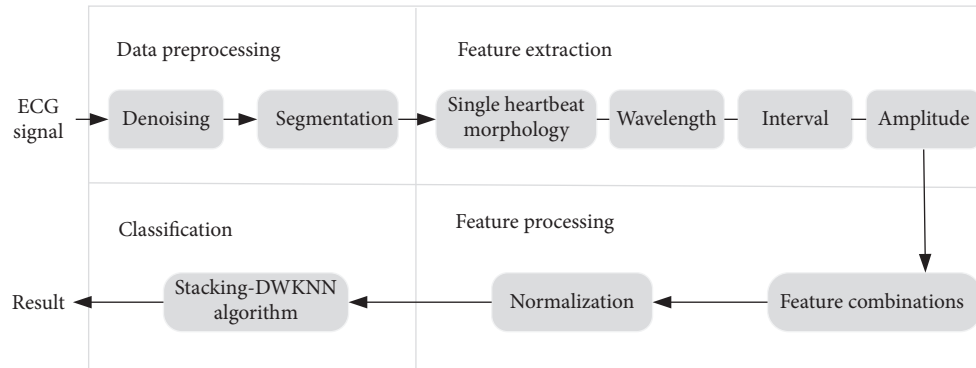 Data preprocessing
Feature extraction
ECG
signal
Denoising
Segmentation
Single heartbeat
morphology
Wavelength
Interval
Amplitude
Classification
Feature processing
Result
Stacking-DWKNN
algorithm
Normalization
Feature combinations